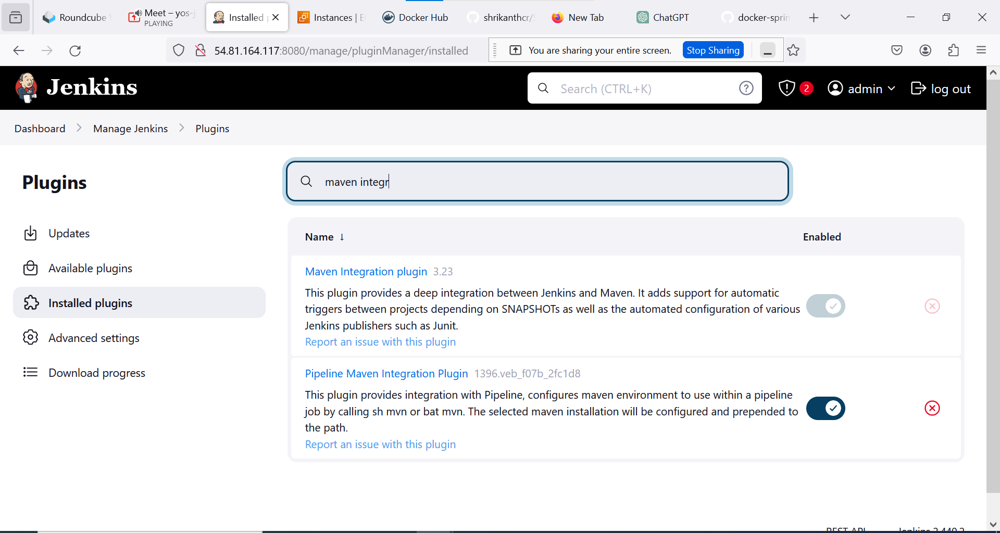 Roundcube
Meet – yos-j
PLAYING
Installed
Instances | E
Docker Hub
shrikanthcr/
New Tab
ChatGPT
docker-sprin
54.81.164.117:8080/manage/pluginManager/installed
You are sharing your entire screen.
Stop Sharing
Jenkins
Search (CTRL+K)
2
admin
log out
Dashboard
Manage Jenkins
Plugins
Plugins
maven integr
Updates
Available plugins
Installed plugins
Advanced settings
Download progress
Name ↓
Enabled
Maven Integration plugin 3.23
This plugin provides a deep integration between Jenkins and Maven. It adds support for automatic
triggers between projects depending on SNAPSHOTs as well as the automated configuration of various
Jenkins publishers such as Junit.
Report an issue with this plugin
Pipeline Maven Integration Plugin 1396.veb_f07b_2fc1d8
This plugin provides integration with Pipeline, configures maven environment to use within a pipeline
job by calling sh mvn or bat mvn. The selected maven installation will be configured and prepended to
the path.
Report an issue with this plugin
REST API
Jenkins 2.440.2